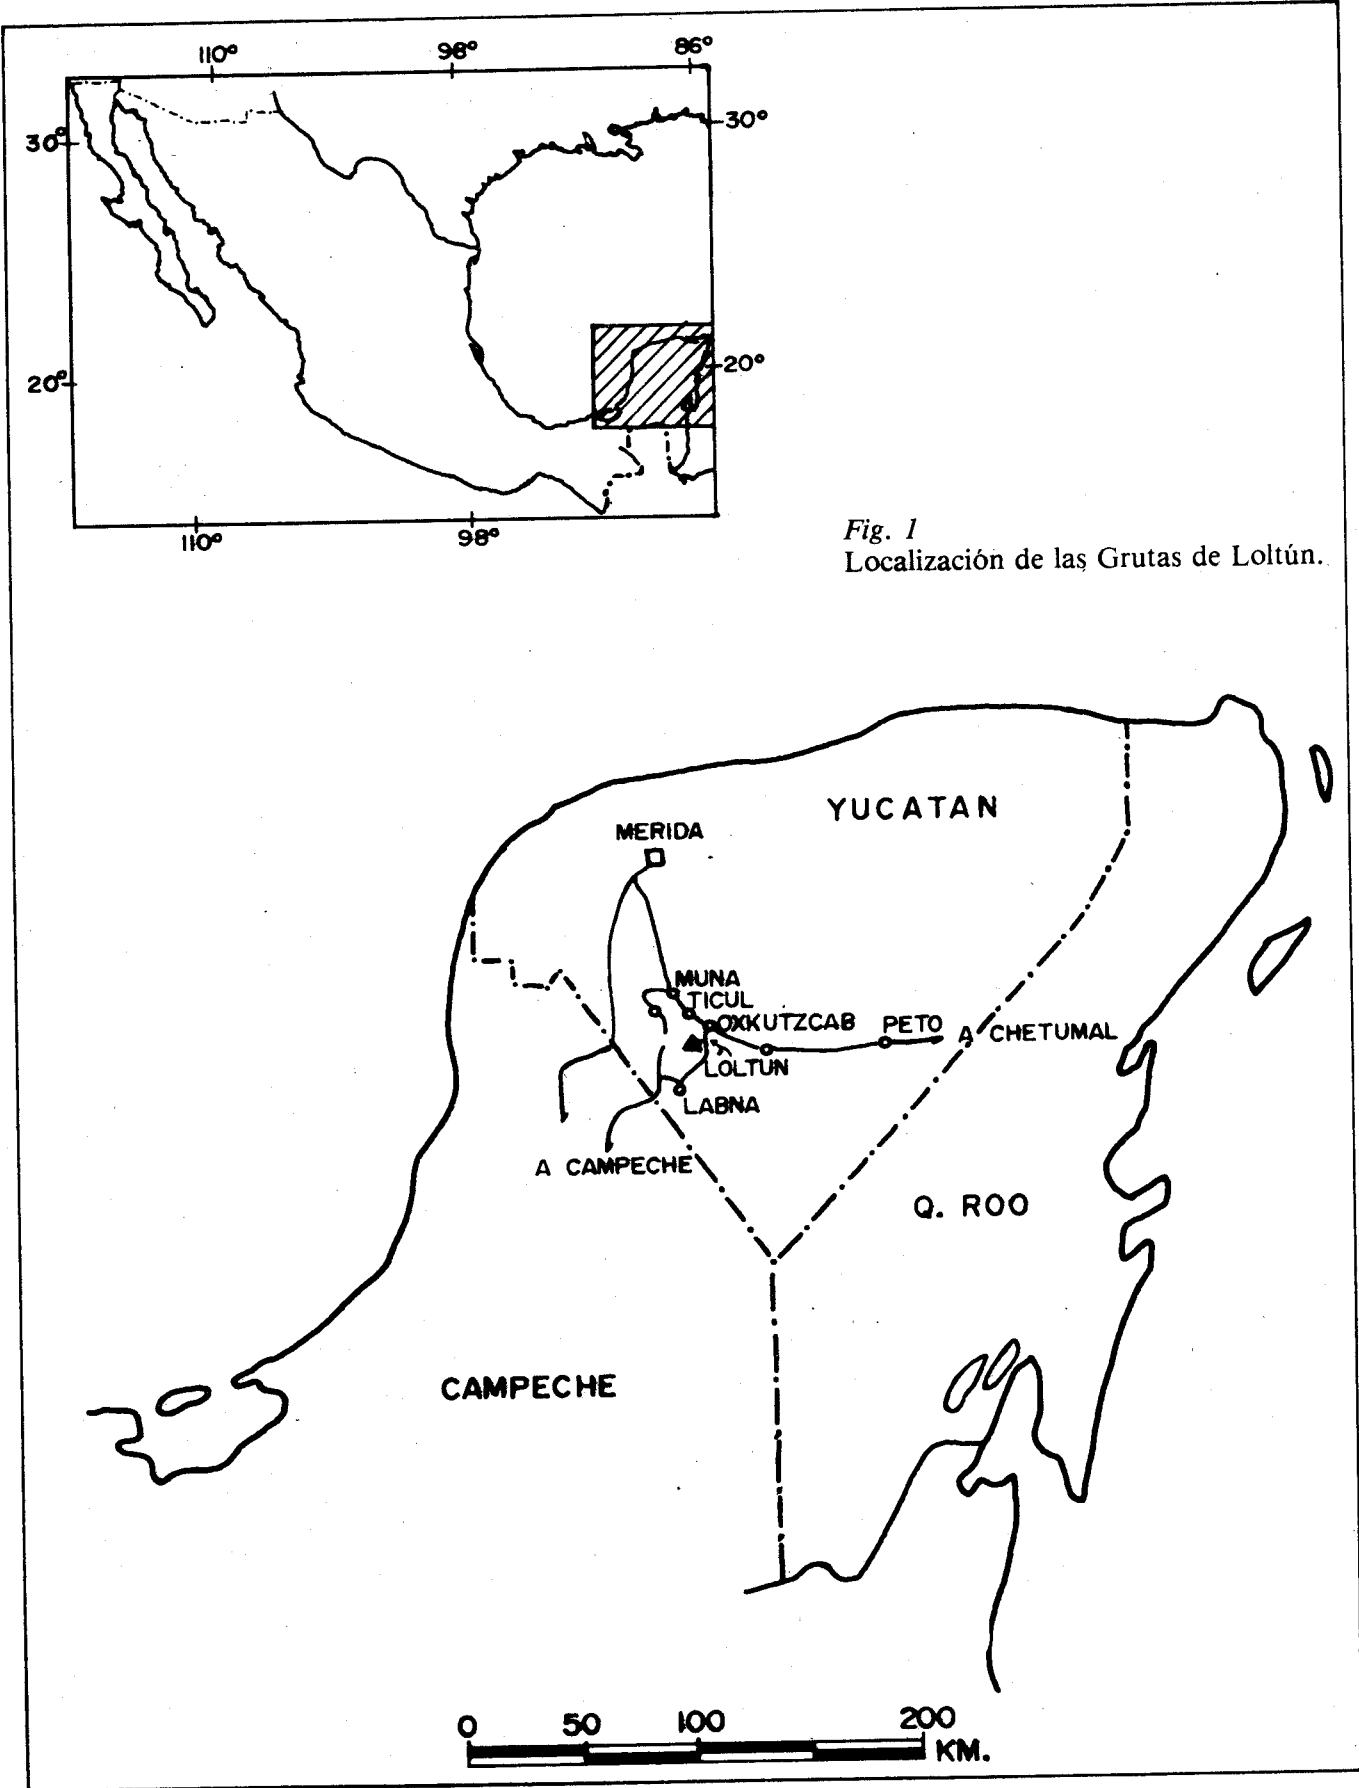 110° 98° 86°
30° 30°
20° 20°
110° 98°
Fig. 1
Localización de las Grutas de Loltún.
YUCATAN
MERIDA
MUNA
TICUL
OXKUTZCAB PETO A CHETUMAL
LOLTUN
LABNA
A CAMPECHE
Q. ROO
CAMPECHE
0 50 100 200
KM.